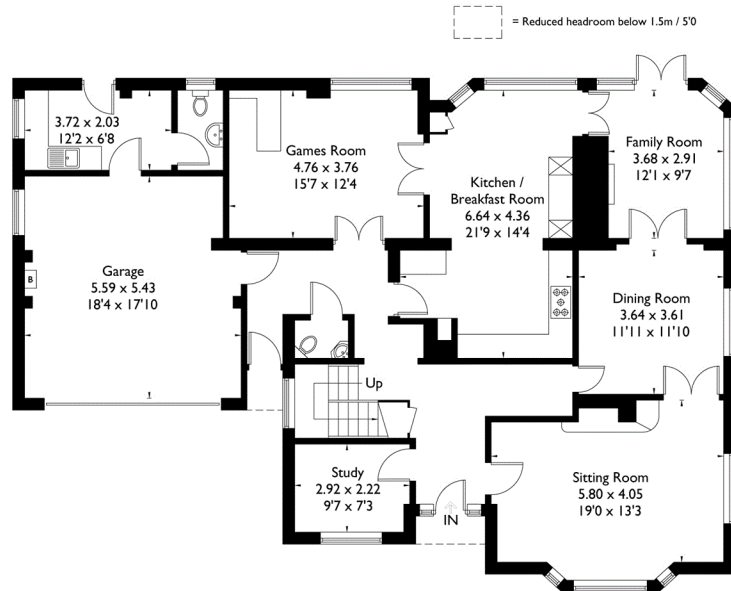 = Reduced headroom below 1.5m / 5'0
3.72 x 2.03
12'2 x 6'8
Games Room
4.76 x 3.76
15'7 x 12'4
Family Room
3.68 x 2.91
12'1 x 9'7
Kitchen /
Breakfast Room
6.64 x 4.36
21'9 x 14'4
Garage
5.59 x 5.43
18'4 x 17'10
B
Dining Room
3.64 x 3.61
11'11 x 11'10
Up
Study
2.92 x 2.22
9'7 x 7'3
Sitting Room
5.80 x 4.05
19'0 x 13'3
IN